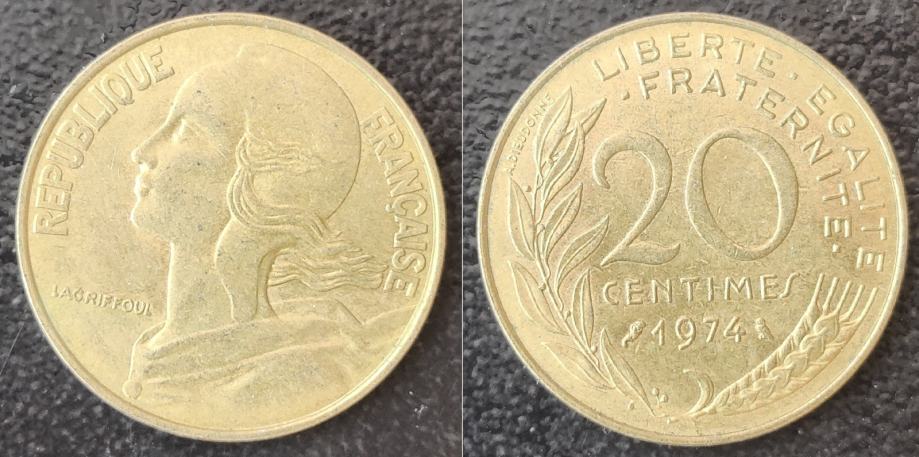 REPUBLIQUE FRANÇAISE
LAGRIFFOUL
LIBERTE · EGALITE
· FRATERNITE ·
A.DIEUDONNE
20
CENTIMES
1974